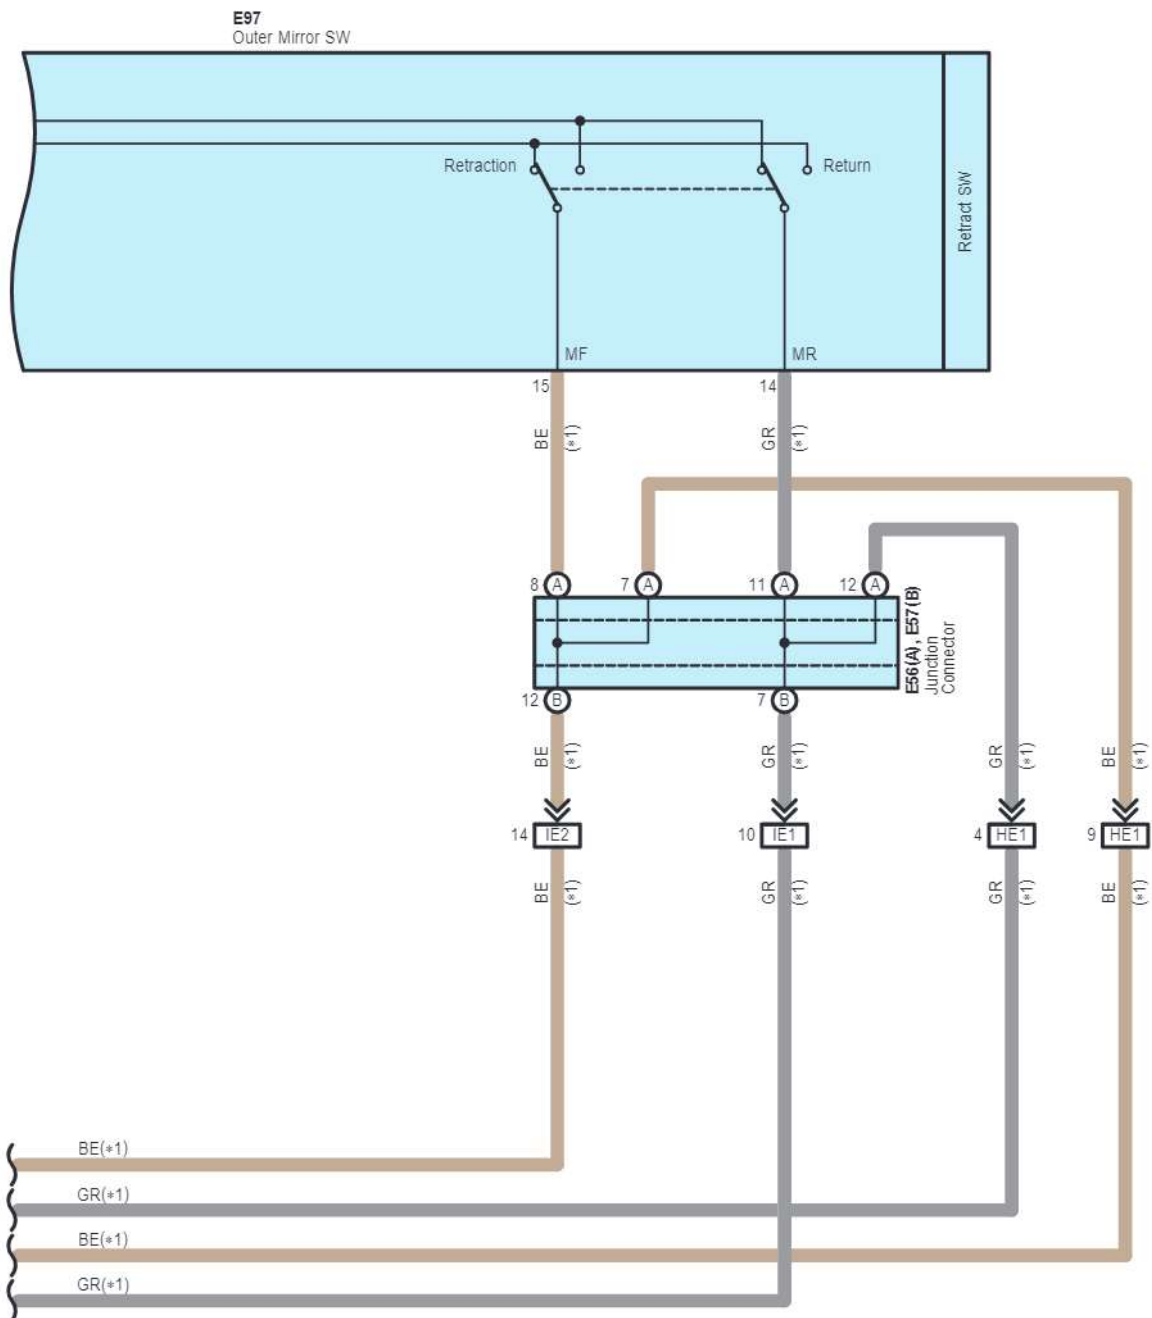 E97
Outer Mirror SW
Retraction
Return
Retract SW
MF
MR
15
14
BE
(*1)
GR
(*1)
8 A
7 A
11 A
12 A
E56(A), E57(B)
Junction
Connector
12 B
7 B
BE
(*1)
GR
(*1)
GR
(*1)
BE
(*1)
14 IE2
10 IE1
4 HE1
9 HE1
BE
(*1)
GR
(*1)
GR
(*1)
BE
(*1)
BE(*1)
GR(*1)
BE(*1)
GR(*1)